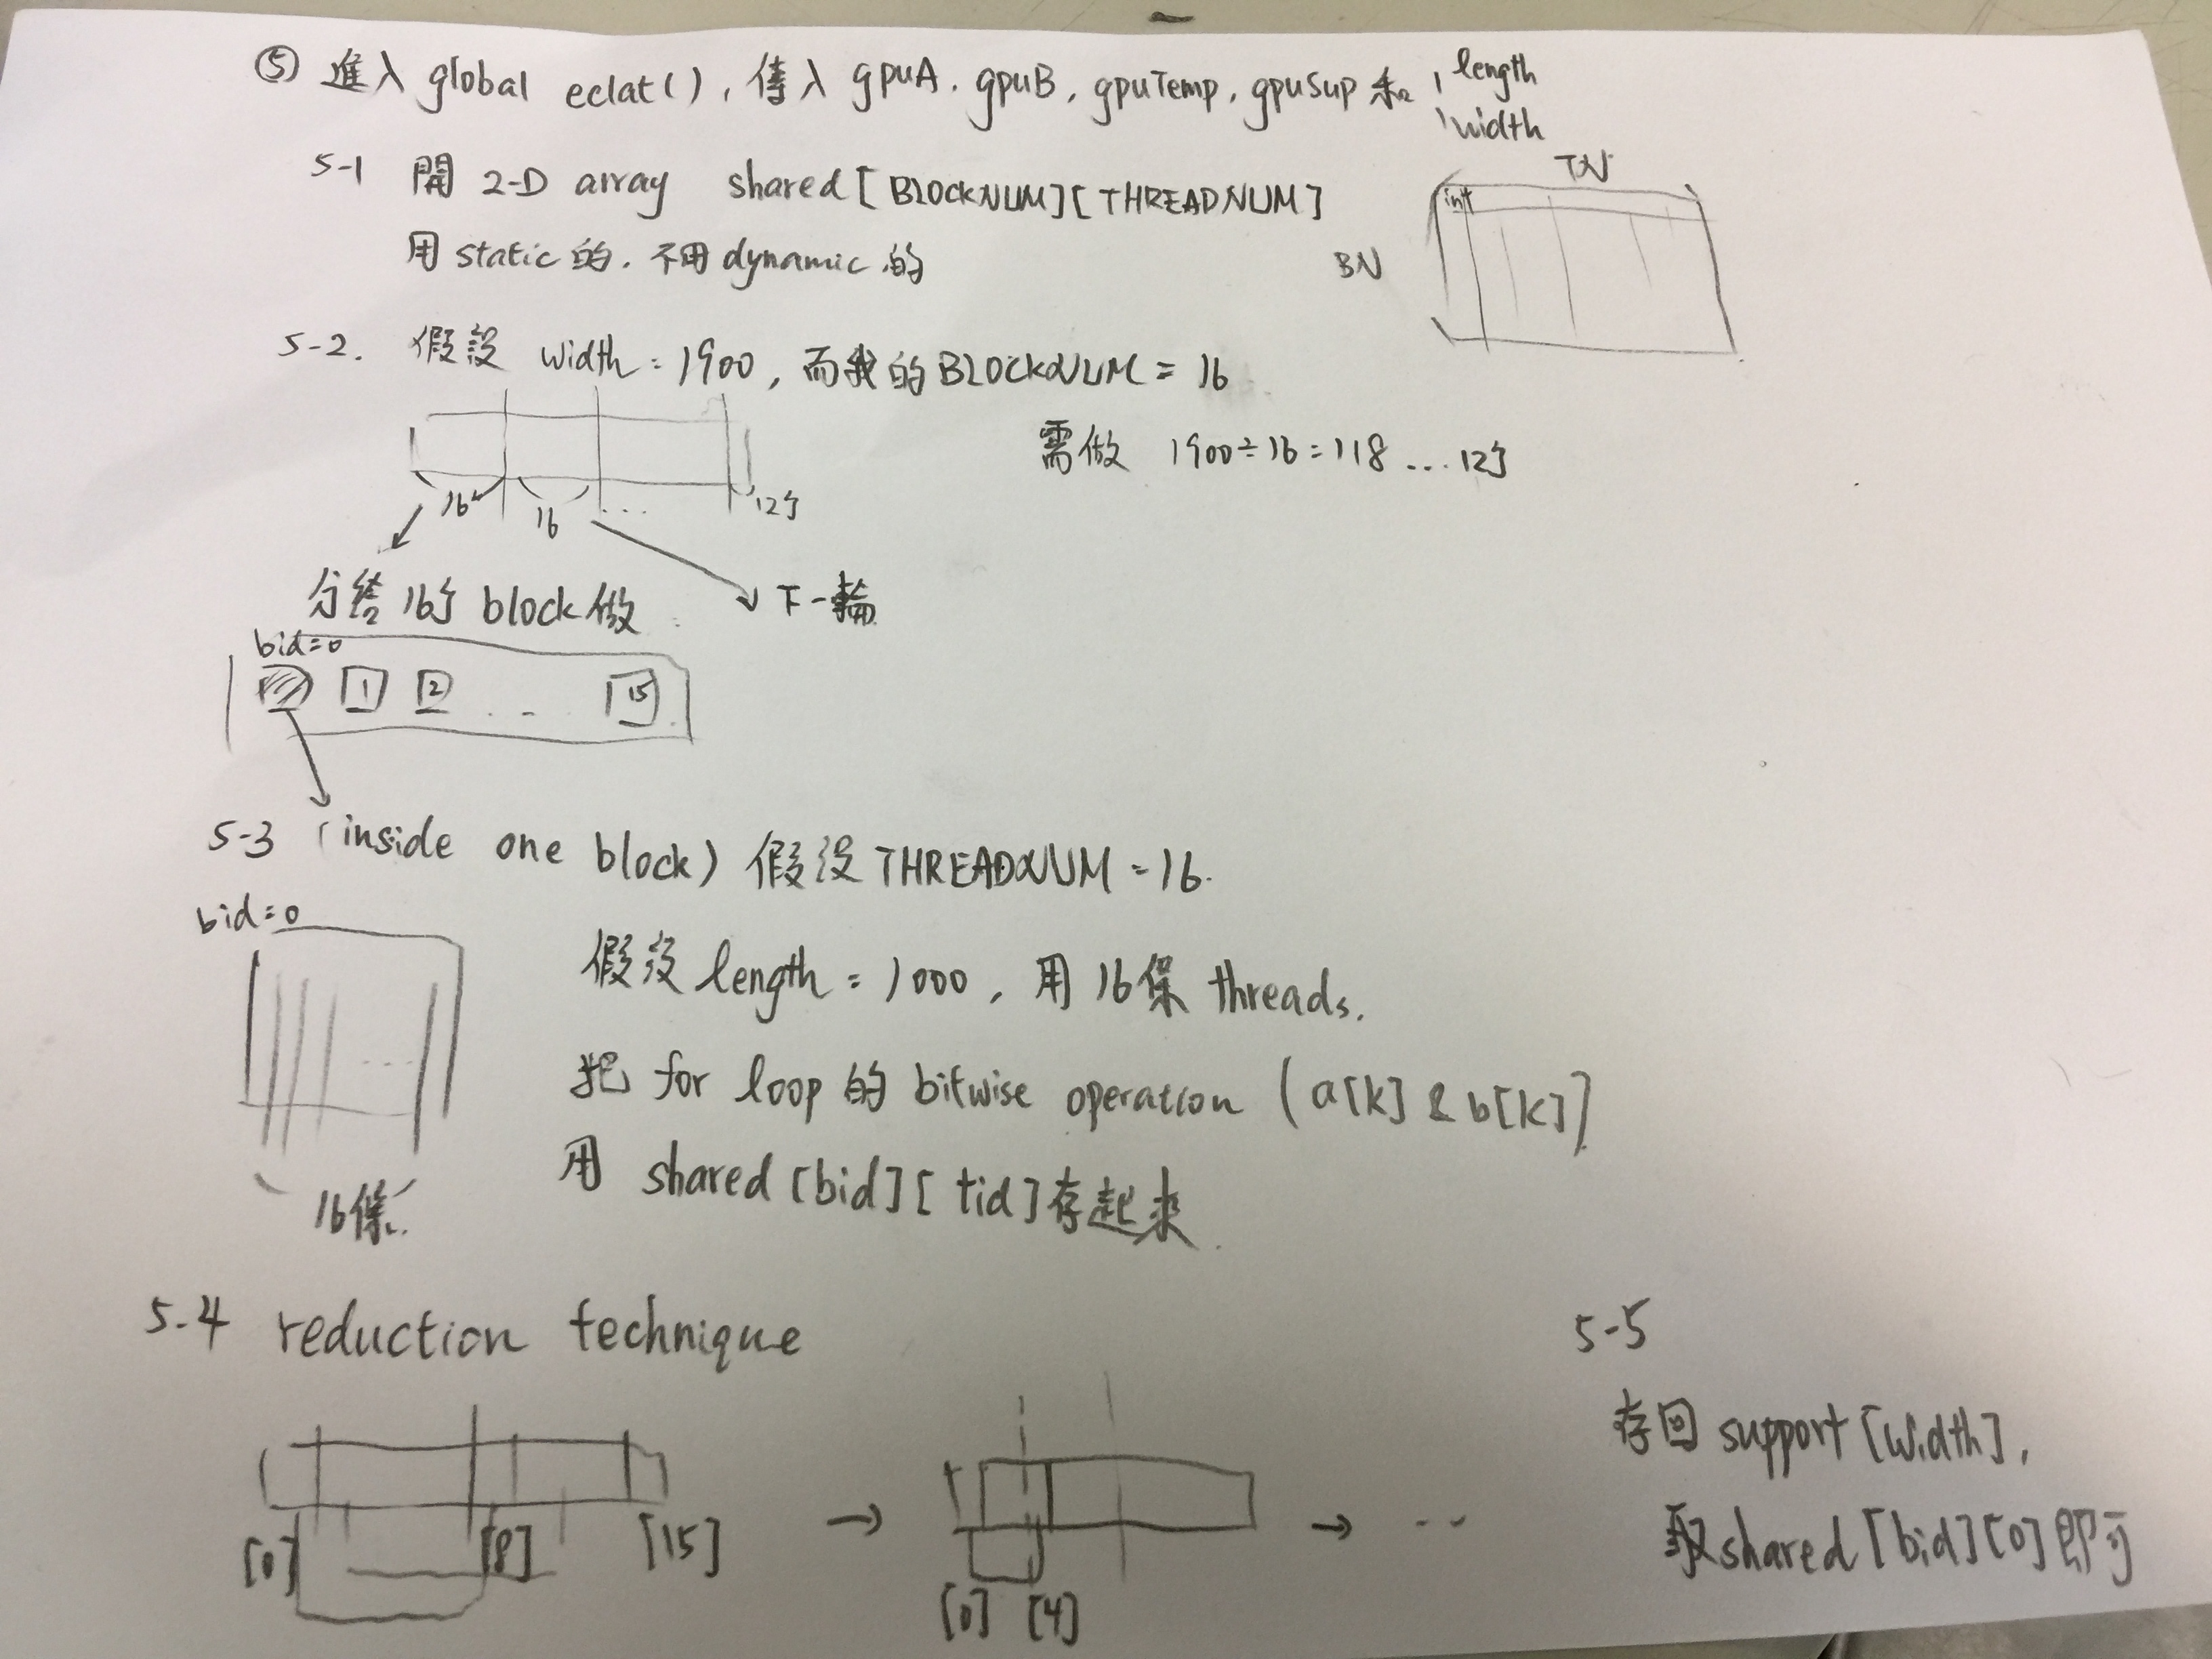 ⑤ 進入 global eclat(), 傳入 gpuA. gpuB, gpuTemp, gpuSup 和 length
width
5-1 開 2-D array shared[BLOCKNUM][THREADNUM]
TN
int
BN
用 static 的, 不用 dynamic 的
5-2. 假設 width = 1900, 而我的 BLOCKNUM = 16
需做 1900÷16=118 ... 12個
16個 16 ... 12個
分給 16個 block 做
下一輪
bid=0
1 2 ... 15
5-3 (inside one block) 假設 THREADNUM = 16.
bid=0
假設 length = 1000, 用 16條 threads.
把 for loop 的 bitwise operation (a[k] & b[k])
用 shared[bid][tid] 存起來.
...
16條
5.4 reduction technique
[0] [8] [15] → [0] [4] → ...
5-5
存回 support[width],
取 shared[bid][0] 即可